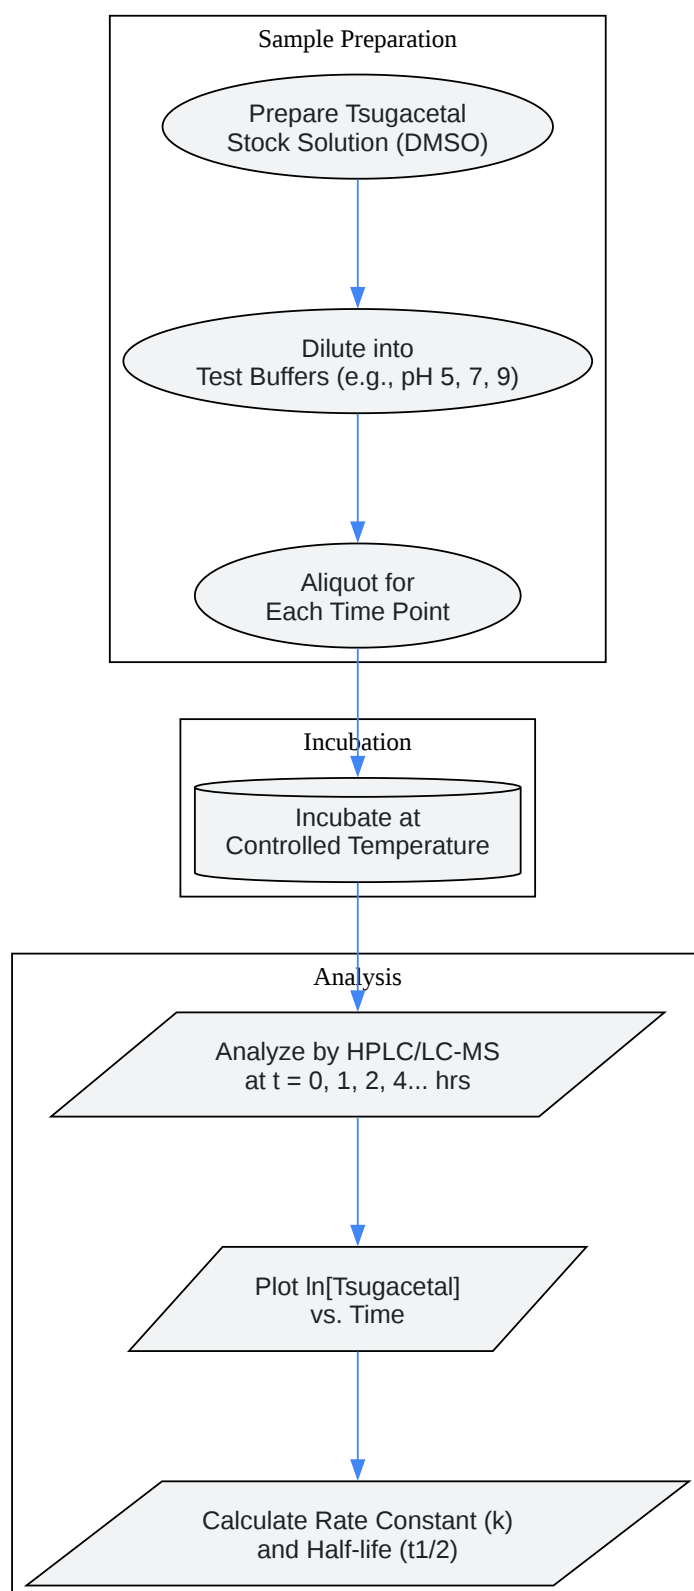 Sample Preparation
Prepare Tsugacetal
Stock Solution (DMSO)
Dilute into
Test Buffers (e.g., pH 5, 7, 9)
Aliquot for
Each Time Point
Incubation
Incubate at
Controlled Temperature
Analysis
Analyze by HPLC/LC-MS
at t = 0, 1, 2, 4... hrs
Plot ln[Tsugacetal]
vs. Time
Calculate Rate Constant (k)
and Half-life (t1/2)